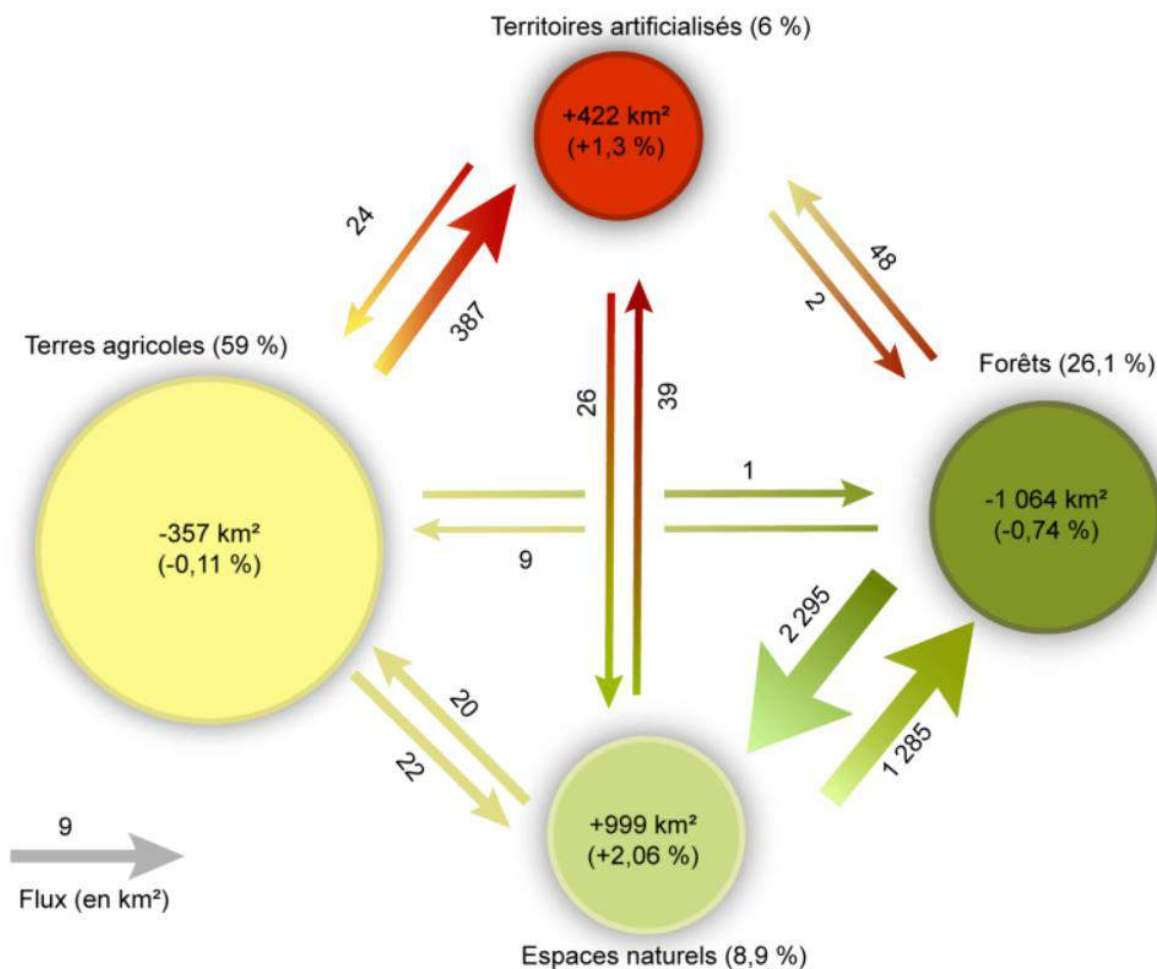 Territoires artificialisés (6 %)
+422 km²
(+1,3 %)
24
387
48
2
Terres agricoles (59 %)
Forêts (26,1 %)
26
39
1
-357 km²
(-0,11 %)
-1 064 km²
(-0,74 %)
9
2 295
20
22
1 285
9
+999 km²
(+2,06 %)
Flux (en km²)
Espaces naturels (8,9 %)